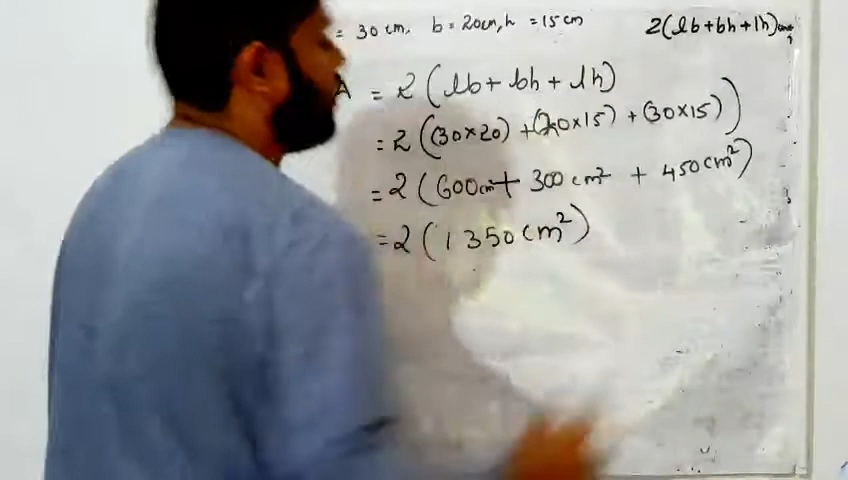 = 30 cm, b = 20cm, h = 15 cm 2(lb+bh+lh)
A = 2 (lb + bh + lh)
= 2 ((30×20) + (20×15) + (30×15))
= 2 (600cm² + 300 cm² + 450 cm²)
= 2 (1350 cm²)